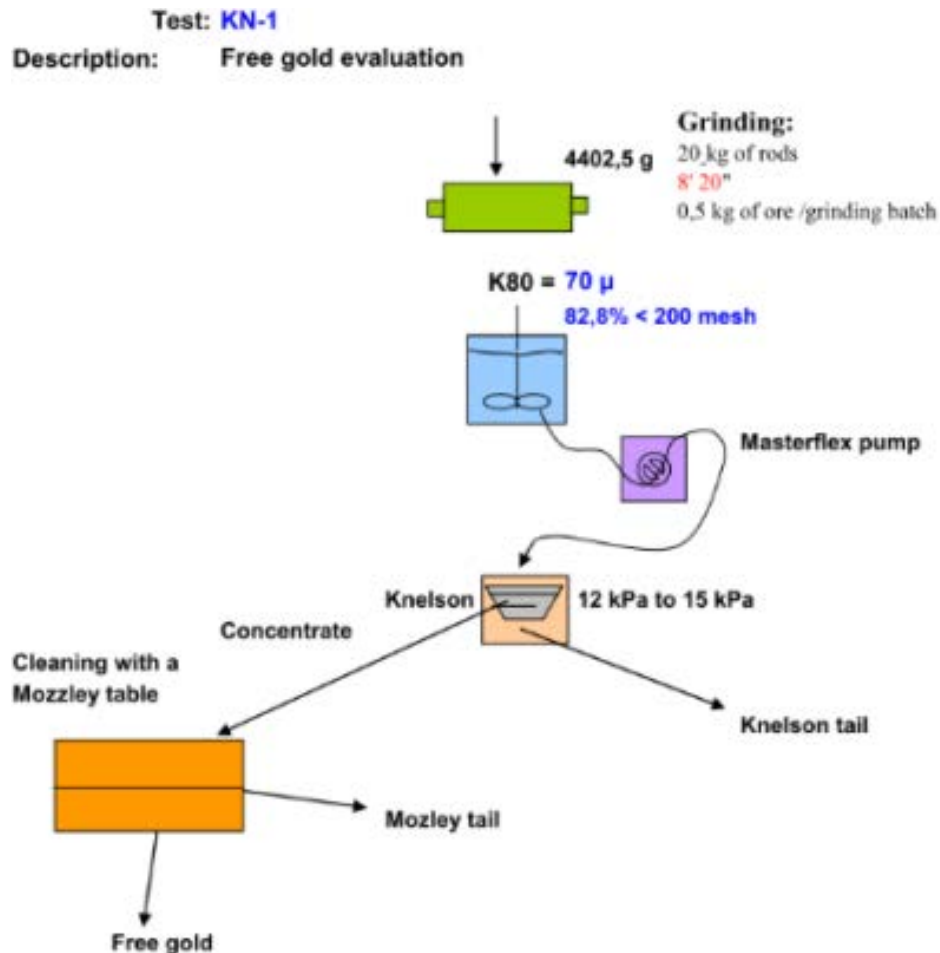 Test: KN-1
Description: Free gold evaluation
4402,5 g
Grinding:
20 kg of rods
8' 20"
0,5 kg of ore /grinding batch
K80 = 70 µ
82,8% < 200 mesh
Masterflex pump
Knelson
12 kPa to 15 kPa
Concentrate
Cleaning with a
Mozzley table
Knelson tail
Mozley tail
Free gold